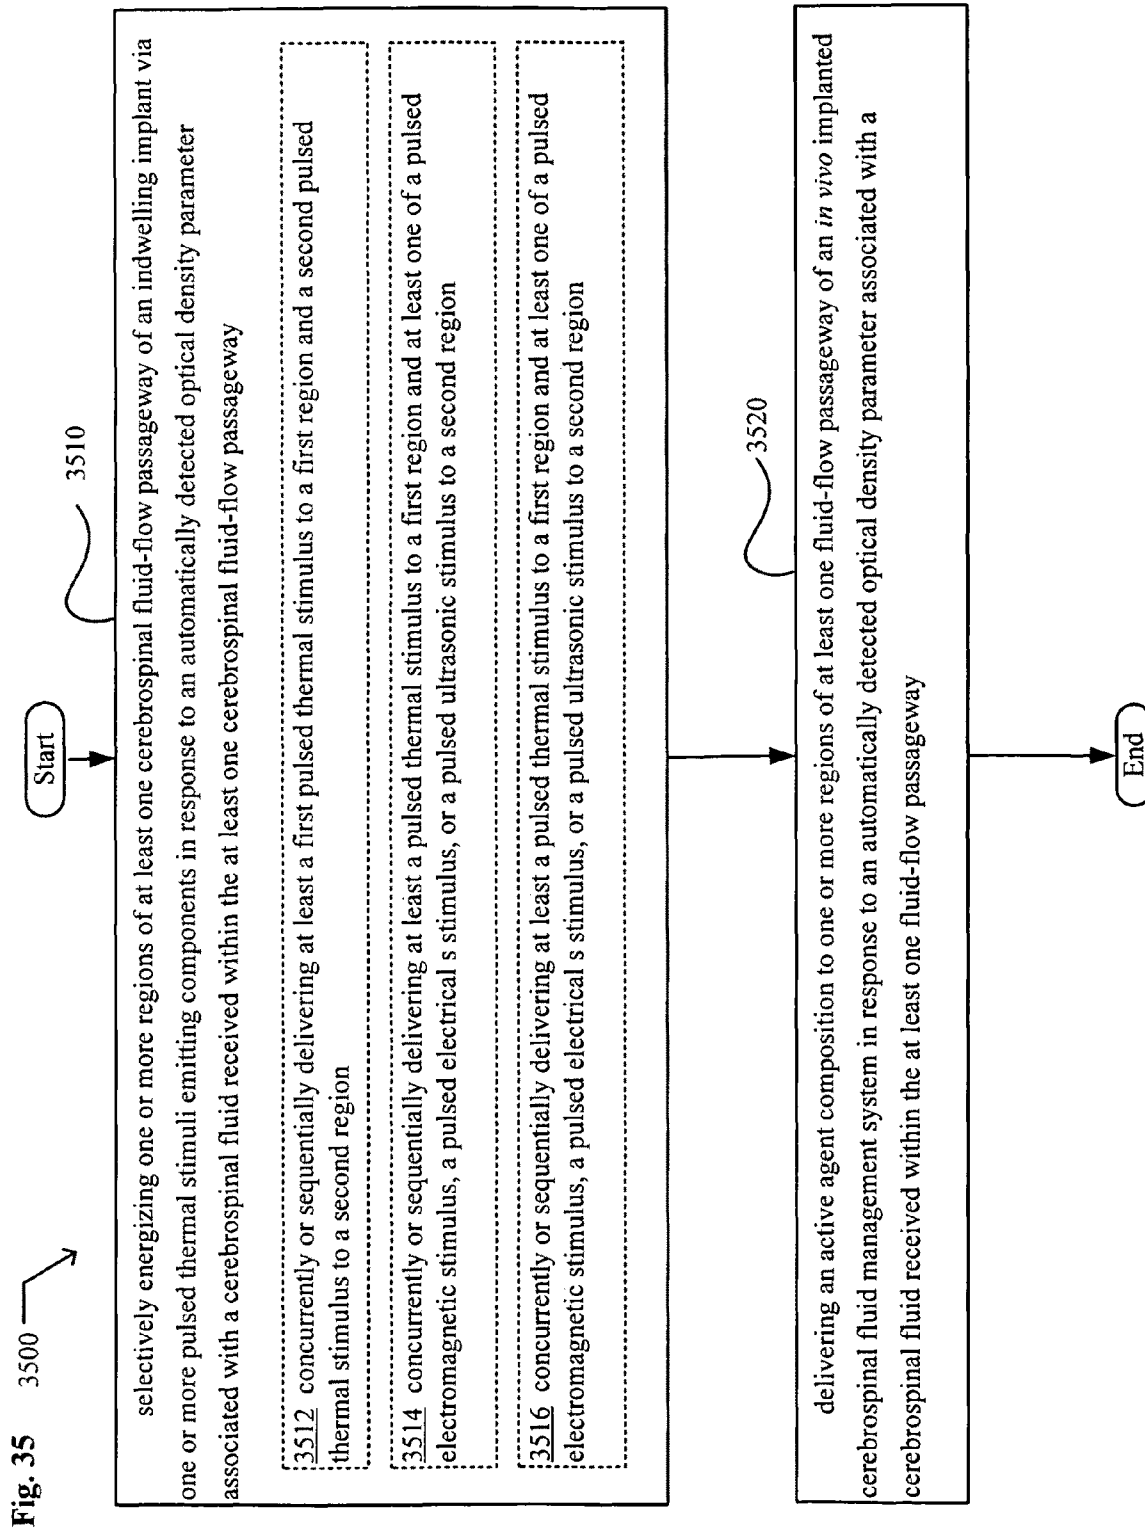 Fig. 35
3500
Start
3510
selectively energizing one or more regions of at least one cerebrospinal fluid-flow passageway of an indwelling implant via
one or more pulsed thermal stimuli emitting components in response to an automatically detected optical density parameter
associated with a cerebrospinal fluid received within the at least one cerebrospinal fluid-flow passageway
3512 concurrently or sequentially delivering at least a first pulsed thermal stimulus to a first region and a second pulsed
thermal stimulus to a second region
3514 concurrently or sequentially delivering at least a pulsed thermal stimulus to a first region and at least one of a pulsed
electromagnetic stimulus, a pulsed electrical s stimulus, or a pulsed ultrasonic stimulus to a second region
3516 concurrently or sequentially delivering at least a pulsed thermal stimulus to a first region and at least one of a pulsed
electromagnetic stimulus, a pulsed electrical s stimulus, or a pulsed ultrasonic stimulus to a second region
3520
delivering an active agent composition to one or more regions of at least one fluid-flow passageway of an in vivo implanted
cerebrospinal fluid management system in response to an automatically detected optical density parameter associated with a
cerebrospinal fluid received within the at least one fluid-flow passageway
End